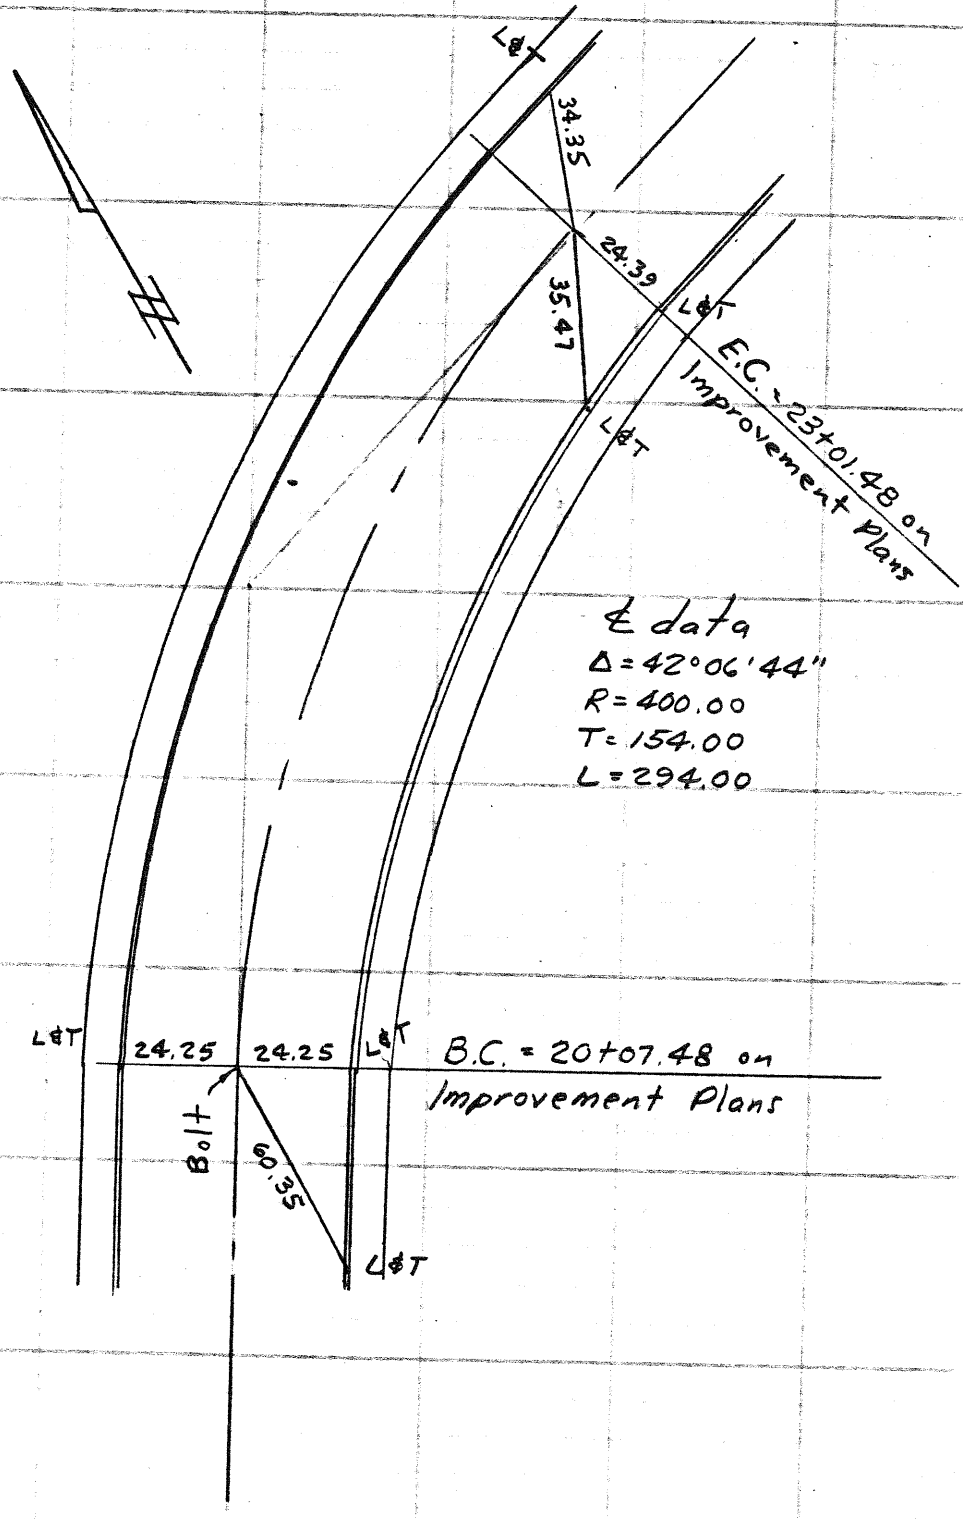 L&T
34.35
24.39
35.47
L&T
L&T
E.C. = 23+01.48 on
Improvement Plans
℄ data
Δ = 42°06'44"
R = 400.00
T = 154.00
L = 294.00
L&T
24.25
24.25
L&T
B.C. = 20+07.48 on
Improvement Plans
Bolt
60.35
L&T